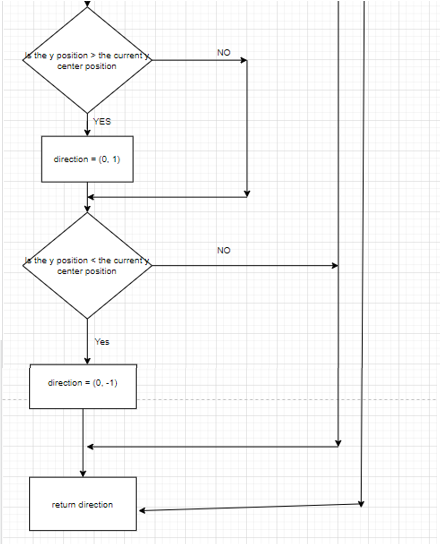 Is the y position > the current y
center position
NO
YES
direction = (0, 1)
Is the y position < the current y
center position
NO
Yes
direction = (0, -1)
return direction